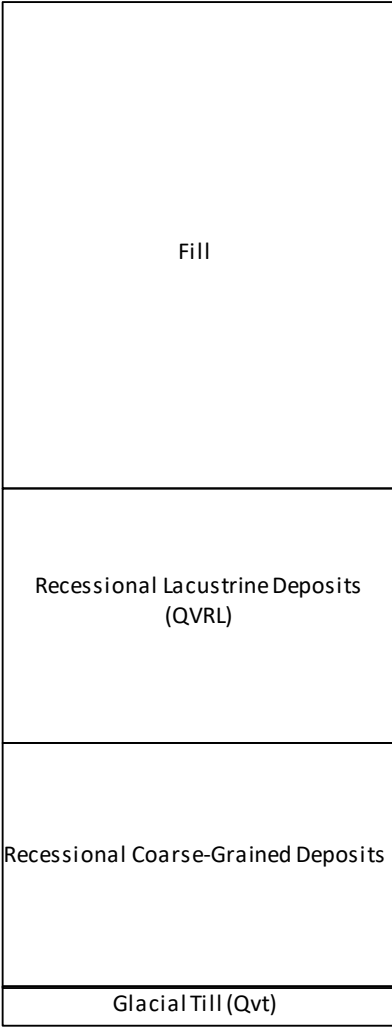 Fill
Recessional Lacustrine Deposits
(QVRL)
Recessional Coarse-Grained Deposits
Glacial Till (Qvt)